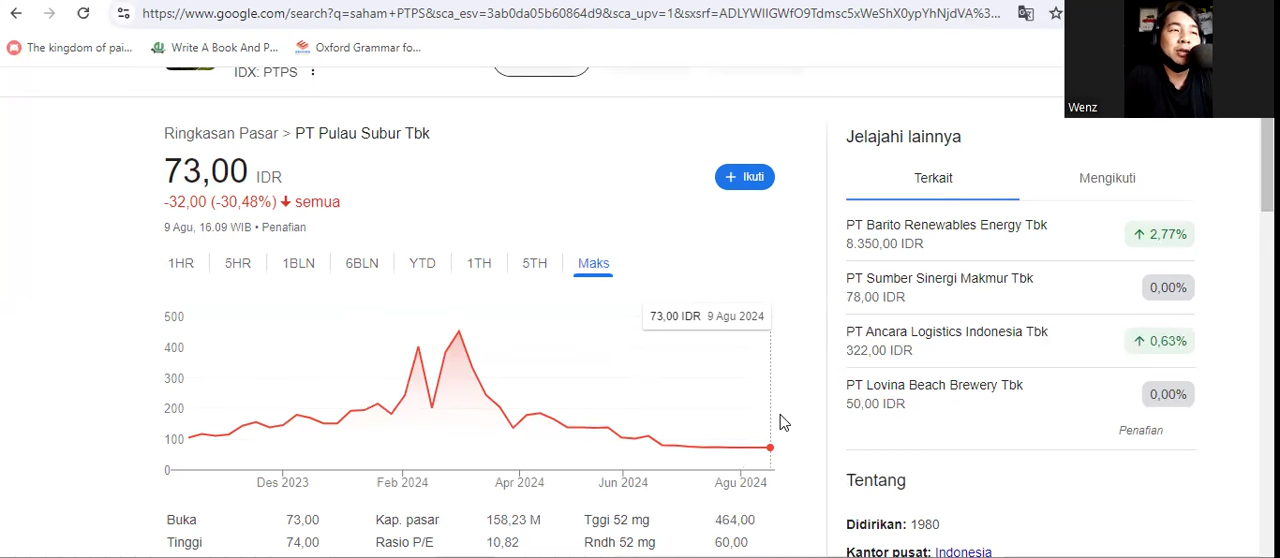 https://www.google.com/search?q=saham+PTPS&sca_esv=3ab0da05b60864d9&sca_upv=1&sxsrf=ADLYWIIGWfO9Tdmsc5xWeShX0ypYhNjdVA%3...
The kingdom of pai...
Write A Book And P...
Oxford Grammar fo...
Wenz
IDX: PTPS
Ringkasan Pasar > PT Pulau Subur Tbk
73,00 IDR
+ Ikuti
-32,00 (-30,48%) semua
9 Agu, 16.09 WIB • Penafian
1HR 5HR 1BLN 6BLN YTD 1TH 5TH Maks
73,00 IDR 9 Agu 2024
500
400
300
200
100
0
Des 2023 Feb 2024 Apr 2024 Jun 2024 Agu 2024
Buka 73,00 Kap. pasar 158,23 M Tggi 52 mg 464,00
Tinggi 74,00 Rasio P/E 10,82 Rndh 52 mg 60,00
Jelajahi lainnya
Terkait Mengikuti
PT Barito Renewables Energy Tbk
8.350,00 IDR
2,77%
PT Sumber Sinergi Makmur Tbk
78,00 IDR
0,00%
PT Ancara Logistics Indonesia Tbk
322,00 IDR
0,63%
PT Lovina Beach Brewery Tbk
50,00 IDR
0,00%
Penafian
Tentang
Didirikan: 1980
Kantor pusat: Indonesia